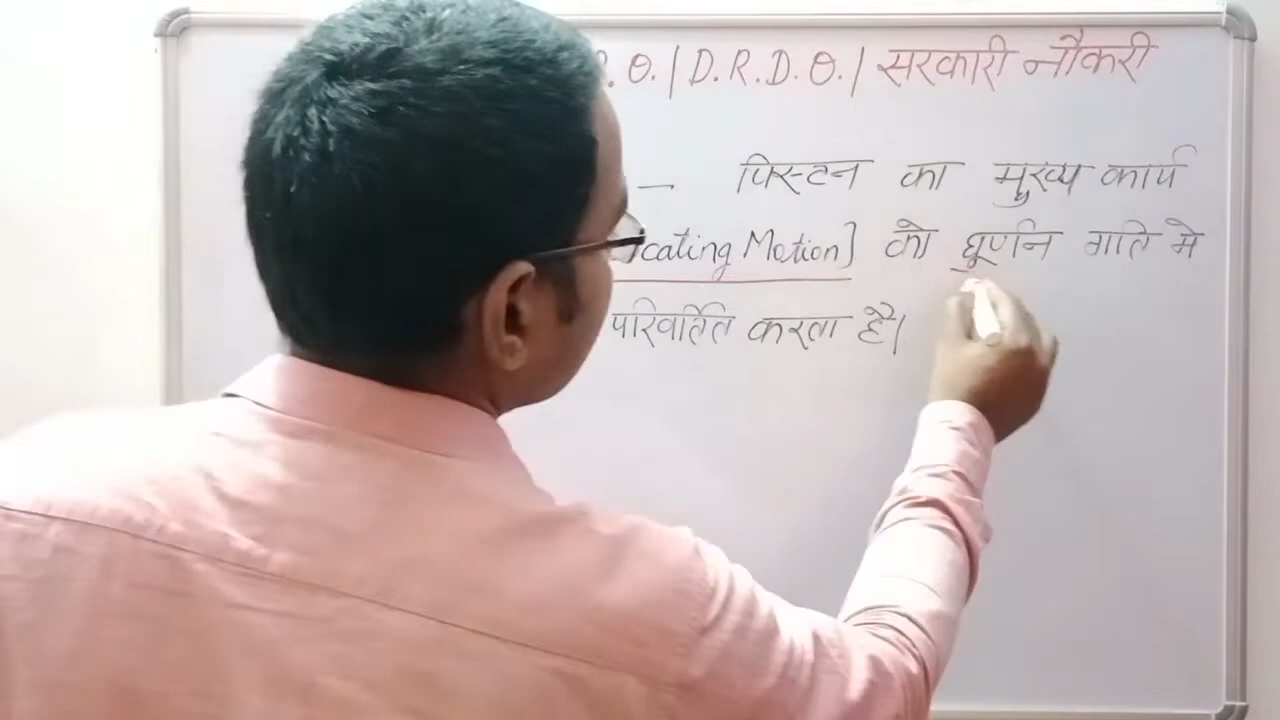 O. | D. R. D. O. | सरकारी नौकरी
— पिस्टन का मुख्य कार्य
cating Motion] को घूर्णन गति मे
परिवर्तित करता है।